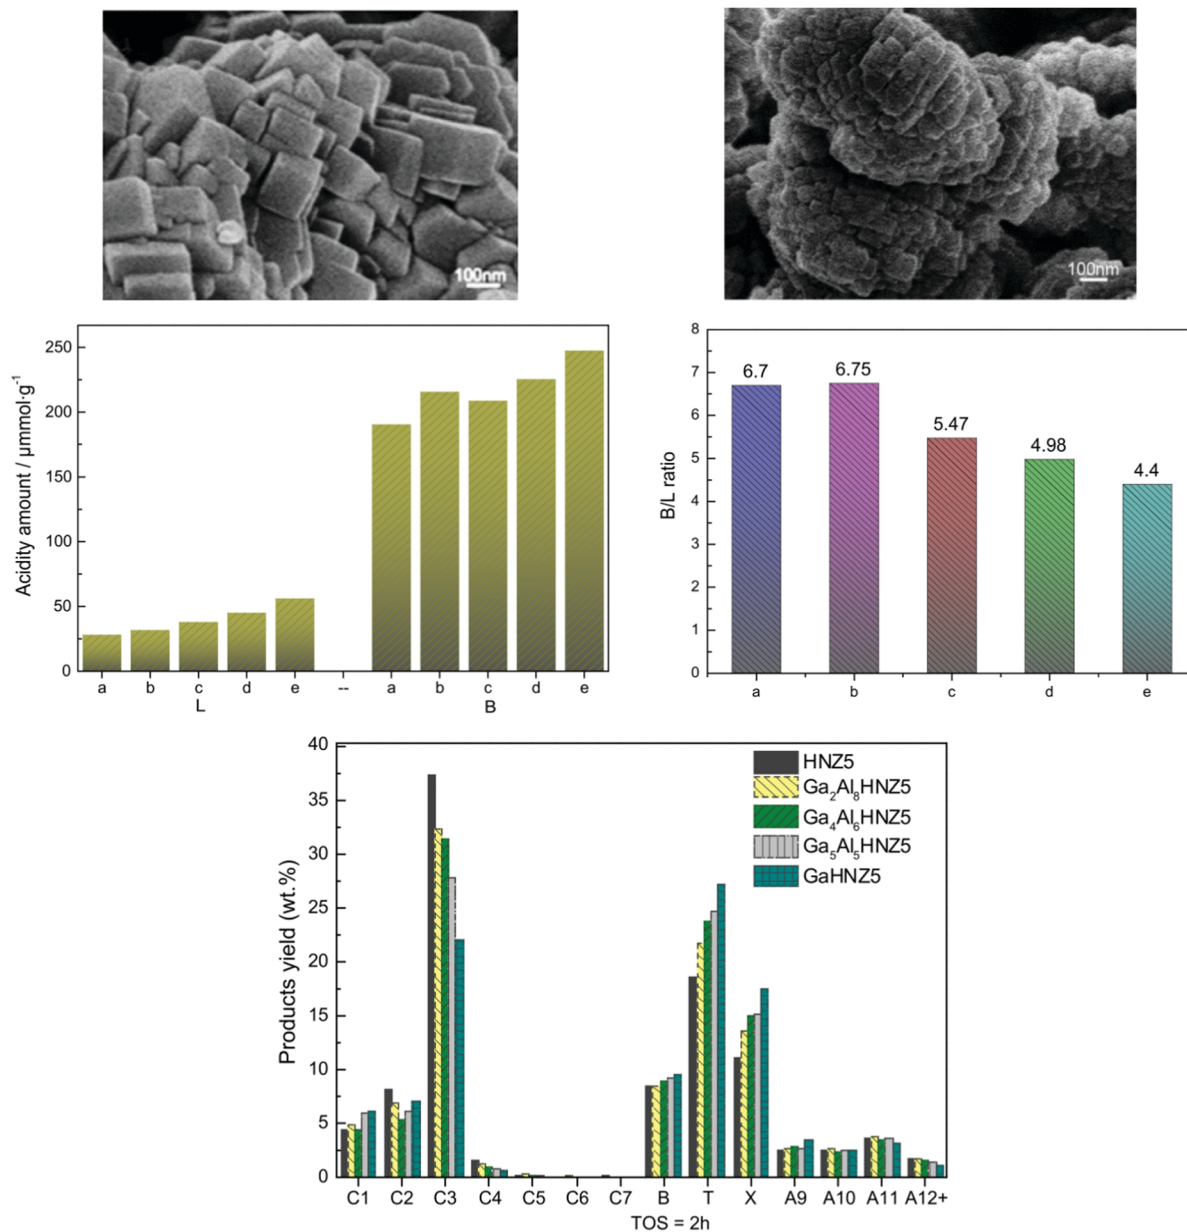 100nm
100nm
Acidity amount / µmmol·g⁻¹
250
200
150
100
50
0
a b c d e -- a b c d e
L B
B/L ratio
8
7
6
5
4
3
2
1
0
6.7
6.75
5.47
4.98
4.4
a b c d e
Products yield (wt.%)
40
35
30
25
20
15
10
5
0
HNZ5
Ga₂Al₈HNZ5
Ga₄Al₆HNZ5
Ga₅Al₅HNZ5
GaHNZ5
C1 C2 C3 C4 C5 C6 C7 B T X A9 A10 A11 A12+
TOS = 2h